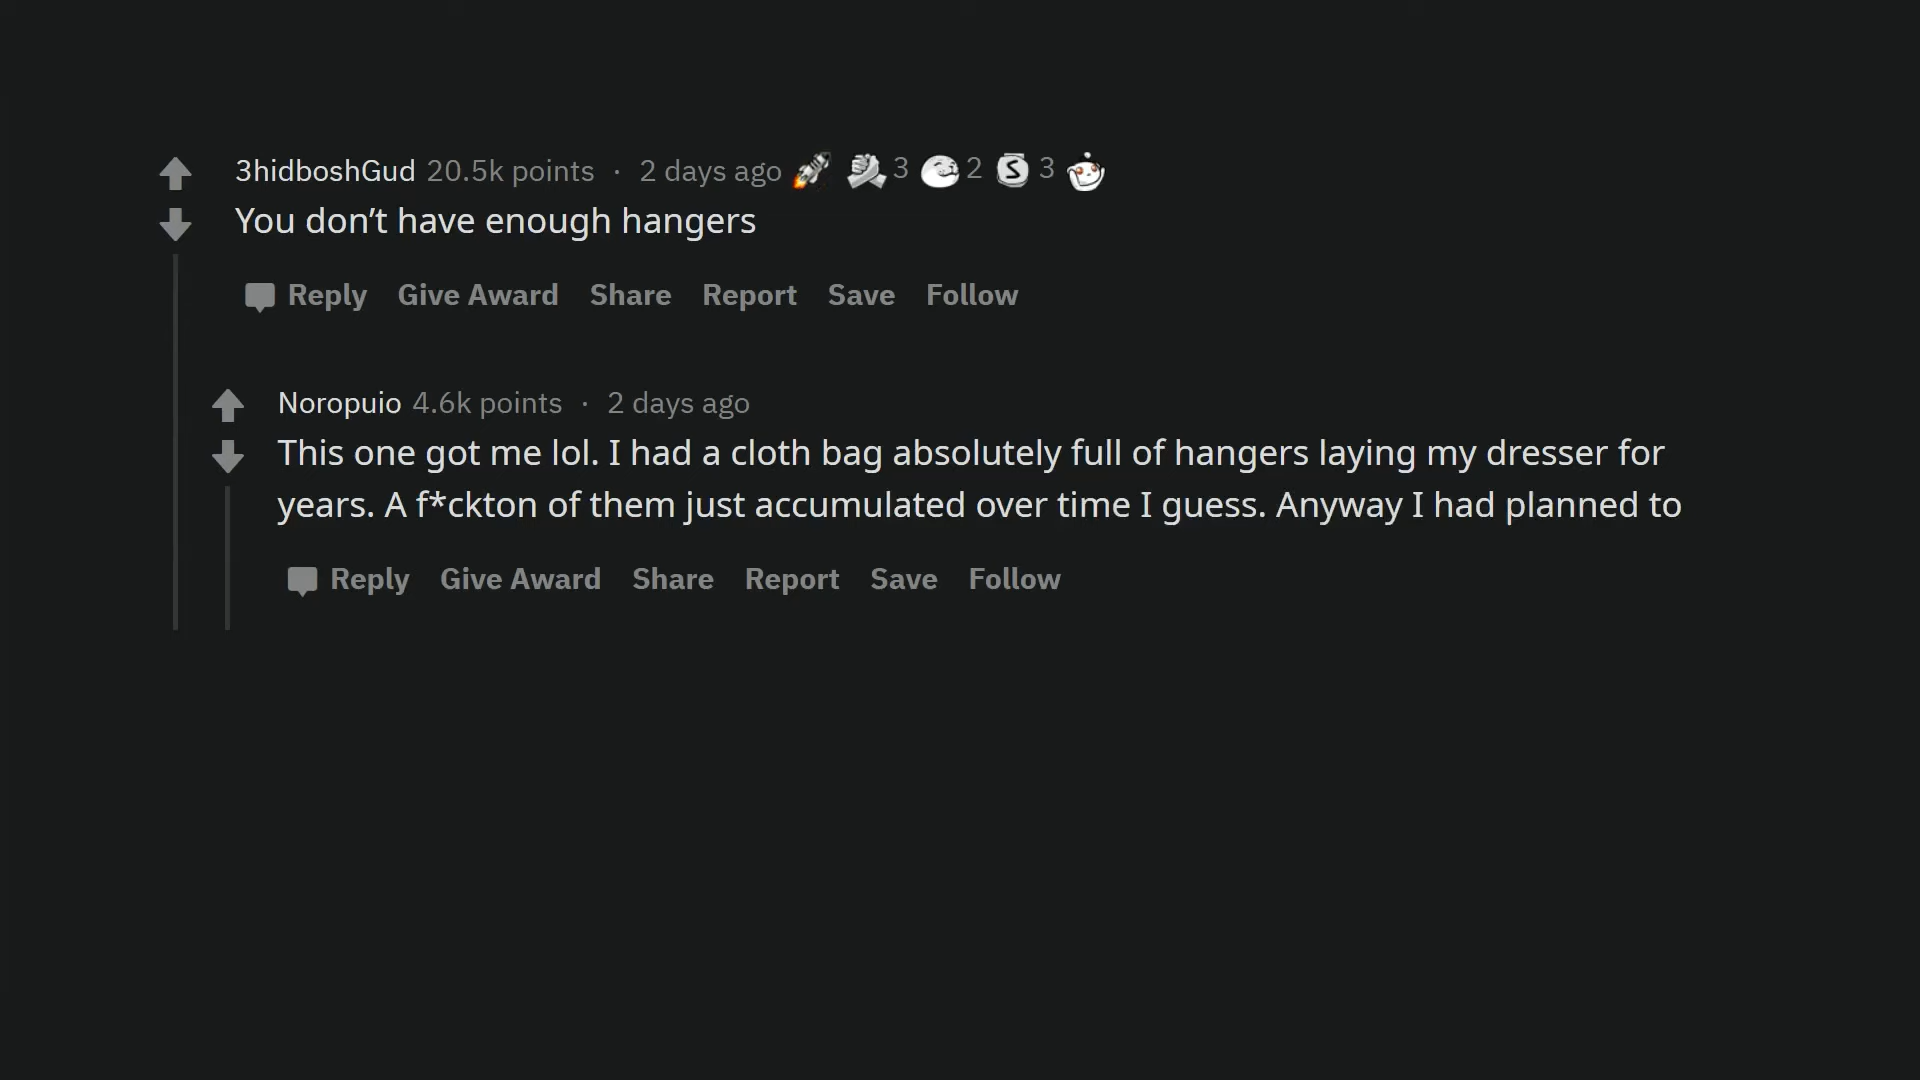 3hidboshGud 20.5k points · 2 days ago 3 2 S 3
You don’t have enough hangers
Reply Give Award Share Report Save Follow
Noropuio 4.6k points · 2 days ago
This one got me lol. I had a cloth bag absolutely full of hangers laying my dresser for
years. A f*ckton of them just accumulated over time I guess. Anyway I had planned to
Reply Give Award Share Report Save Follow